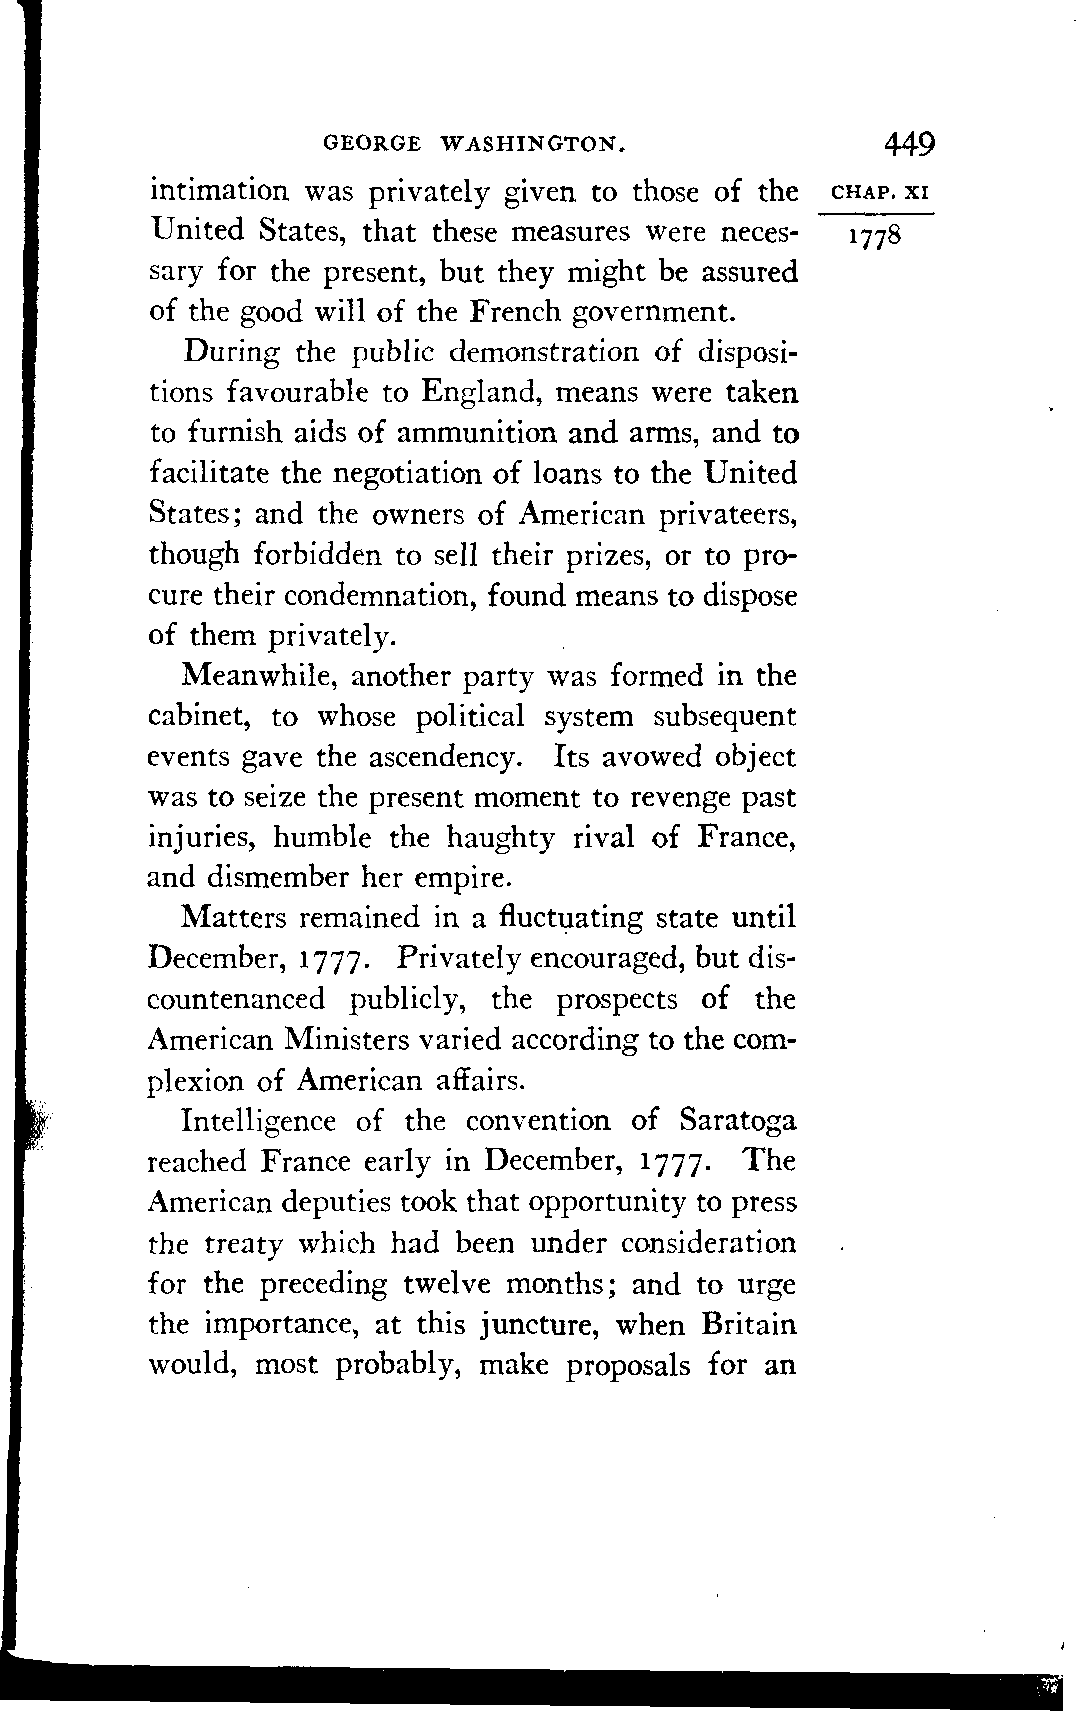 GEORGE WASHINGTON. 449
intimation was privately given to those of the CHAP. XI
United States, that these measures were neces- 1778
sary for the present, but they might be assured
of the good will of the French government.
During the public demonstration of disposi-
tions favourable to England, means were taken
to furnish aids of ammunition and arms, and to
facilitate the negotiation of loans to the United
States; and the owners of American privateers,
though forbidden to sell their prizes, or to pro-
cure their condemnation, found means to dispose
of them privately.
Meanwhile, another party was formed in the
cabinet, to whose political system subsequent
events gave the ascendency. Its avowed object
was to seize the present moment to revenge past
injuries, humble the haughty rival of France,
and dismember her empire.
Matters remained in a fluctuating state until
December, 1777. Privately encouraged, but dis-
countenanced publicly, the prospects of the
American Ministers varied according to the com-
plexion of American affairs.
Intelligence of the convention of Saratoga
reached France early in December, 1777. The
American deputies took that opportunity to press
the treaty which had been under consideration
for the preceding twelve months; and to urge
the importance, at this juncture, when Britain
would, most probably, make proposals for an